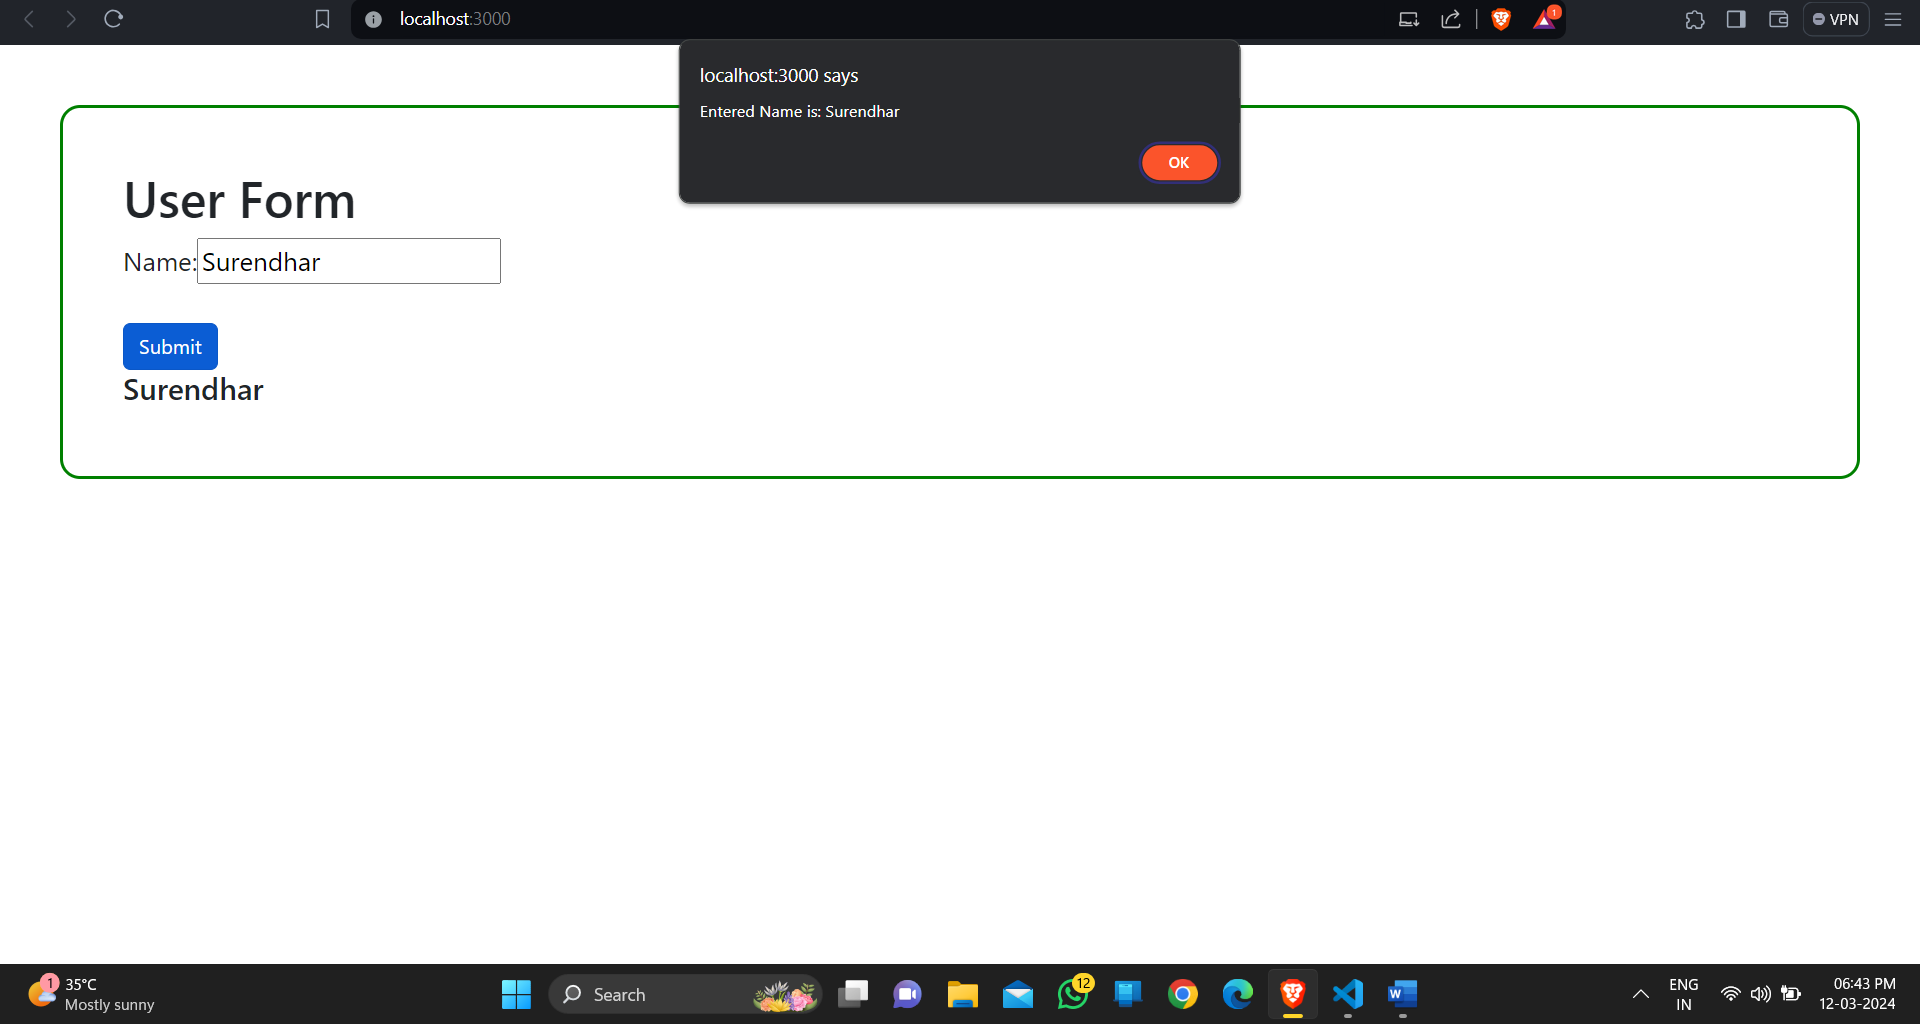 localhost:3000
1
VPN
localhost:3000 says
Entered Name is: Surendhar
OK
User Form
Name:Surendhar
Submit
Surendhar
1
35°C
Mostly sunny
Search
12
W
ENG
IN
06:43 PM
12-03-2024